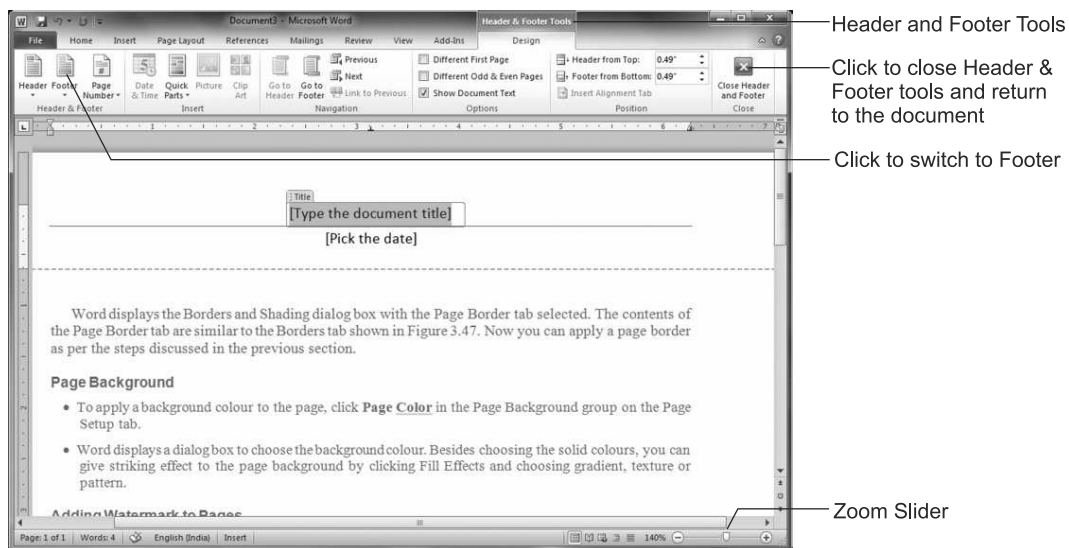 Document3 - Microsoft Word
Header & Footer Tools
File Home Insert Page Layout References Mailings Review View Add-Ins Design
Header Footer Page Number
Date & Time Quick Parts Picture Clip Art
Go to Header Go to Footer
Previous
Next
Link to Previous
Different First Page
Different Odd & Even Pages
Show Document Text
Header from Top: 0.49"
Footer from Bottom: 0.49"
Insert Alignment Tab
Close Header and Footer
Header & Footer Insert Navigation Options Position Close
1 2 3 4 5 6 7
Title
[Type the document title]
[Pick the date]
Word displays the Borders and Shading dialog box with the Page Border tab selected. The contents of
the Page Border tab are similar to the Borders tab shown in Figure 3.47. Now you can apply a page border
as per the steps discussed in the previous section.
Page Background
• To apply a background colour to the page, click Page Color in the Page Background group on the Page
Setup tab.
• Word displays a dialog box to choose the background colour. Besides choosing the solid colours, you can
give striking effect to the page background by clicking Fill Effects and choosing gradient, texture or
pattern.
Adding Watermark to Pages
Page: 1 of 1 Words: 4 English (India) Insert 140%
Header and Footer Tools
Click to close Header &
Footer tools and return
to the document
Click to switch to Footer
Zoom Slider